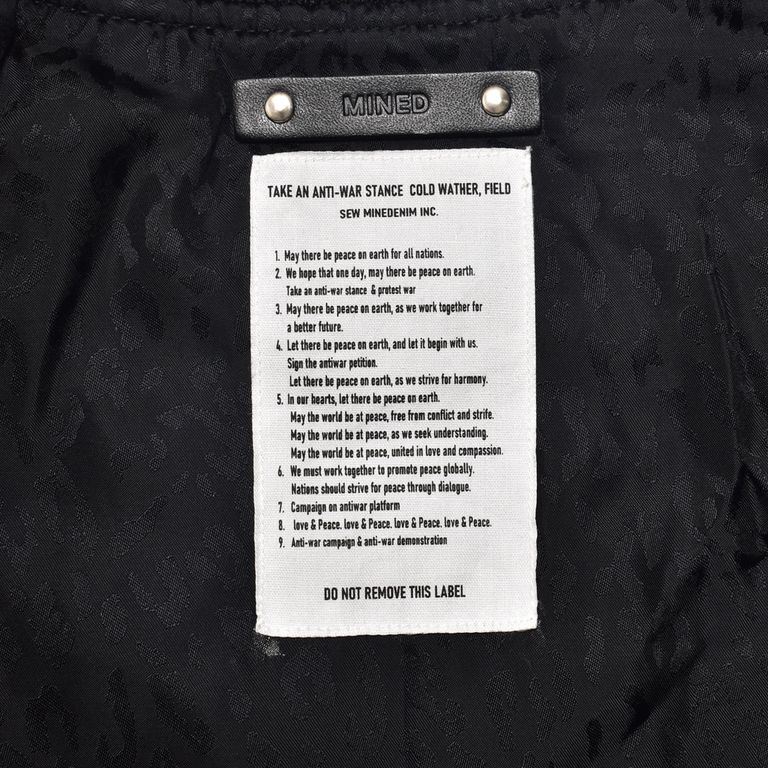 MINED
TAKE AN ANTI-WAR STANCE COLD WATHER, FIELD
SEW MINEDENIM INC.
1. May there be peace on earth for all nations.
2. We hope that one day, may there be peace on earth.
Take an anti-war stance & protest war
3. May there be peace on earth, as we work together for
a better future.
4. Let there be peace on earth, and let it begin with us.
Sign the antiwar petition.
Let there be peace on earth, as we strive for harmony.
5. In our hearts, let there be peace on earth.
May the world be at peace, free from conflict and strife.
May the world be at peace, as we seek understanding.
May the world be at peace, united in love and compassion.
6. We must work together to promote peace globally.
Nations should strive for peace through dialogue.
7. Campaign on antiwar platform
8. love & Peace. love & Peace. love & Peace. love & Peace.
9. Anti-war campaign & anti-war demonstration
DO NOT REMOVE THIS LABEL